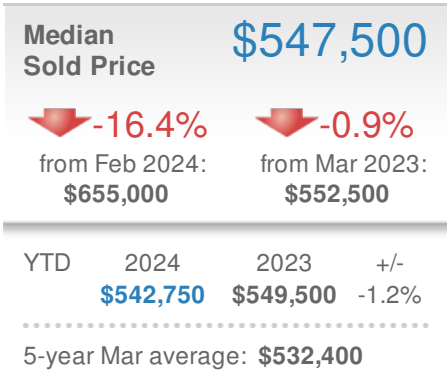 Median $547,500
Sold Price
-16.4% -0.9%
from Feb 2024: from Mar 2023:
$655,000 $552,500
YTD 2024 2023 +/-
$542,750 $549,500 -1.2%
5-year Mar average: $532,400